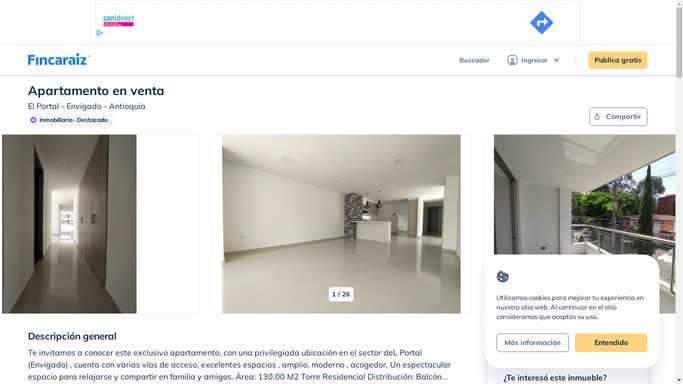 sanidirect
Fincaraiz
Buscador
Ingresar
Publica gratis
Apartamento en venta
El Portal - Envigado - Antioquia
Inmobiliaria - Destacado
Compartir
1 / 26
Utilizamos cookies para mejorar tu experiencia en
nuestro sitio web. Al continuar en el sitio
consideramos que aceptas su uso.
Más información
Entendido
Descripción general
Te invitamos a conocer este exclusivo apartamento, con una privilegiada ubicación en el sector deL Portal
(Envigado) , cuenta con varias vías de acceso, excelentes espacios , amplio, moderno , acogedor. Un espectacular
espacio para relajarse y compartir en familia y amigos. Área: 130.00 M2 Torre Residencial Distribución: Balcón...
¿Te interesó este inmueble?